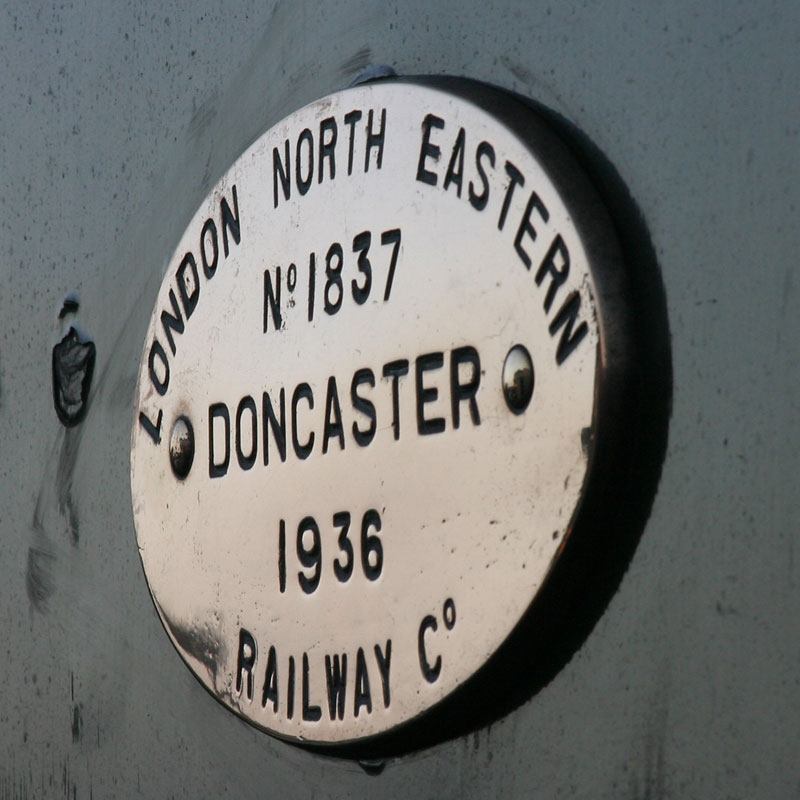 LONDON NORTH EASTERN
Nº 1837
DONCASTER
1936
RAILWAY Cº